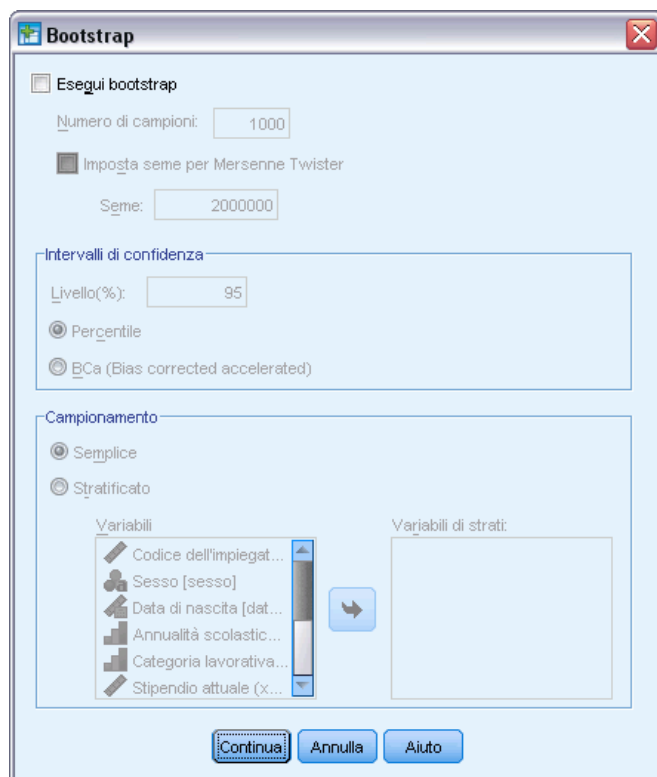 Bootstrap
Esegui bootstrap
Numero di campioni: 1000
Imposta seme per Mersenne Twister
Seme: 2000000
Intervalli di confidenza
Livello(%): 95
Percentile
BCa (Bias corrected accelerated)
Campionamento
Semplice
Stratificato
Variabili
Codice dell'impiegat...
Sesso [sesso]
Data di nascita [dat...
Annualità scolastic...
Categoria lavorativa...
Stipendio attuale (x...
Variabili di strati:
Continua Annulla Aiuto